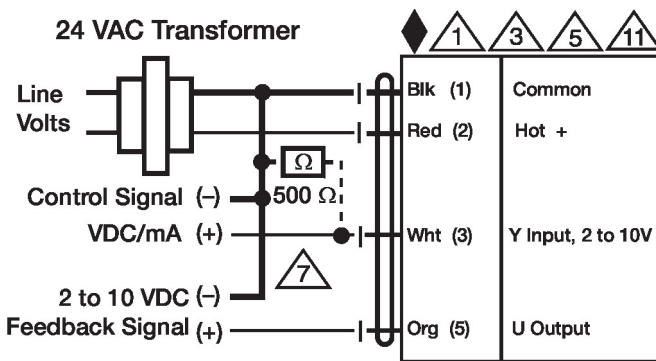 24 VAC Transformer
1 3 5 11
Line
Volts
Blk (1) Common
Red (2) Hot +
Ω
500 Ω
Control Signal (–)
VDC/mA (+)
Wht (3) Y Input, 2 to 10V
7
2 to 10 VDC (–)
Feedback Signal (+)
Org (5) U Output